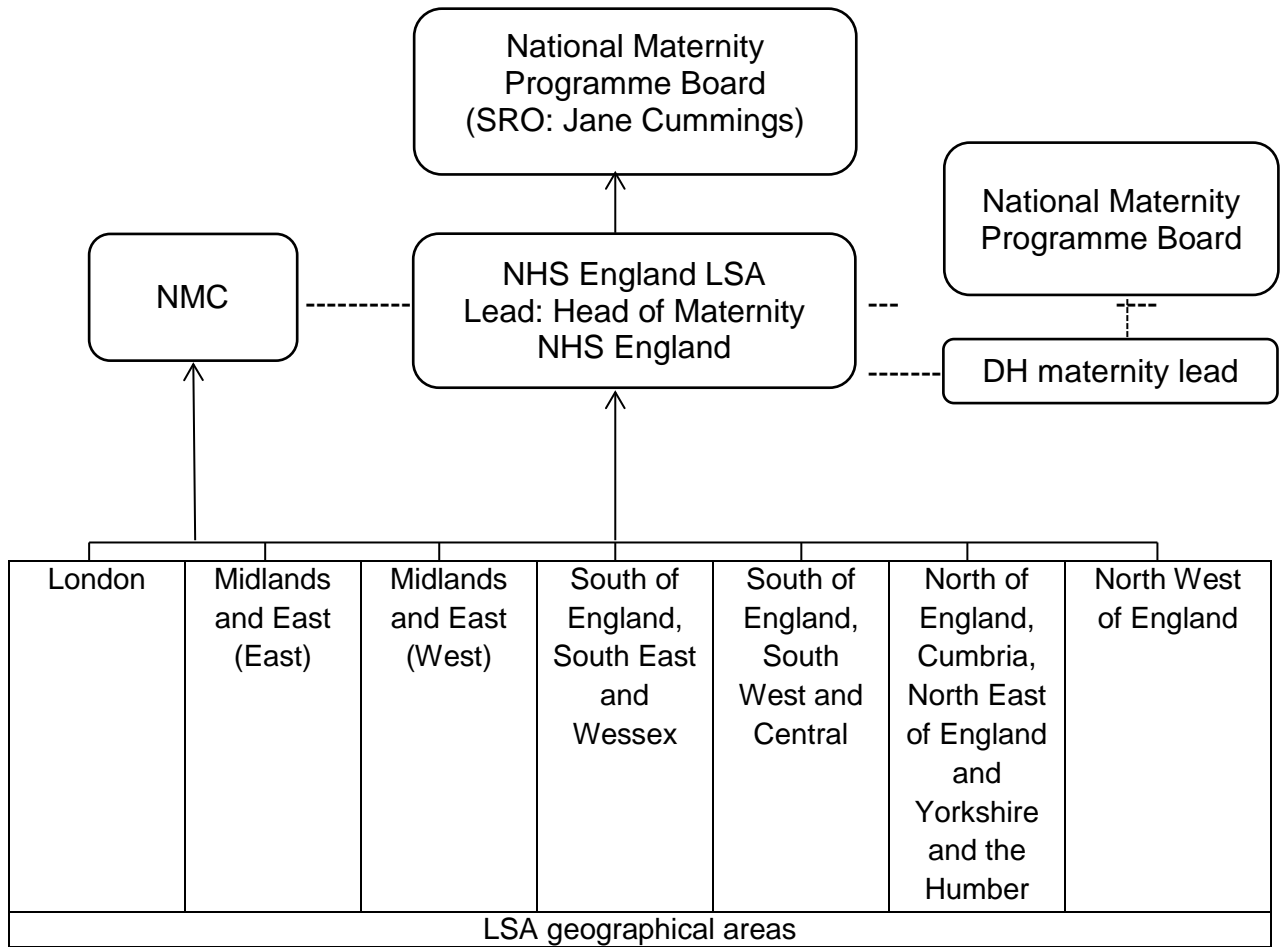 National Maternity
Programme Board
(SRO: Jane Cummings)
National Maternity
Programme Board
NMC
NHS England LSA
Lead: Head of Maternity
NHS England
DH maternity lead
London
Midlands
and East
(East)
Midlands
and East
(West)
South of
England,
South East
and
Wessex
South of
England,
South
West and
Central
North of
England,
Cumbria,
North East
of England
and
Yorkshire
and the
Humber
North West
of England
LSA geographical areas